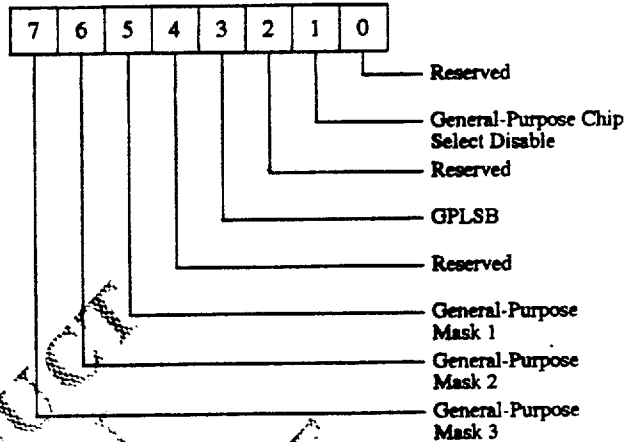 7 6 5 4 3 2 1 0
Reserved
General-Purpose Chip
Select Disable
Reserved
GPLSB
Reserved
General-Purpose
Mask 1
General-Purpose
Mask 2
General-Purpose
Mask 3